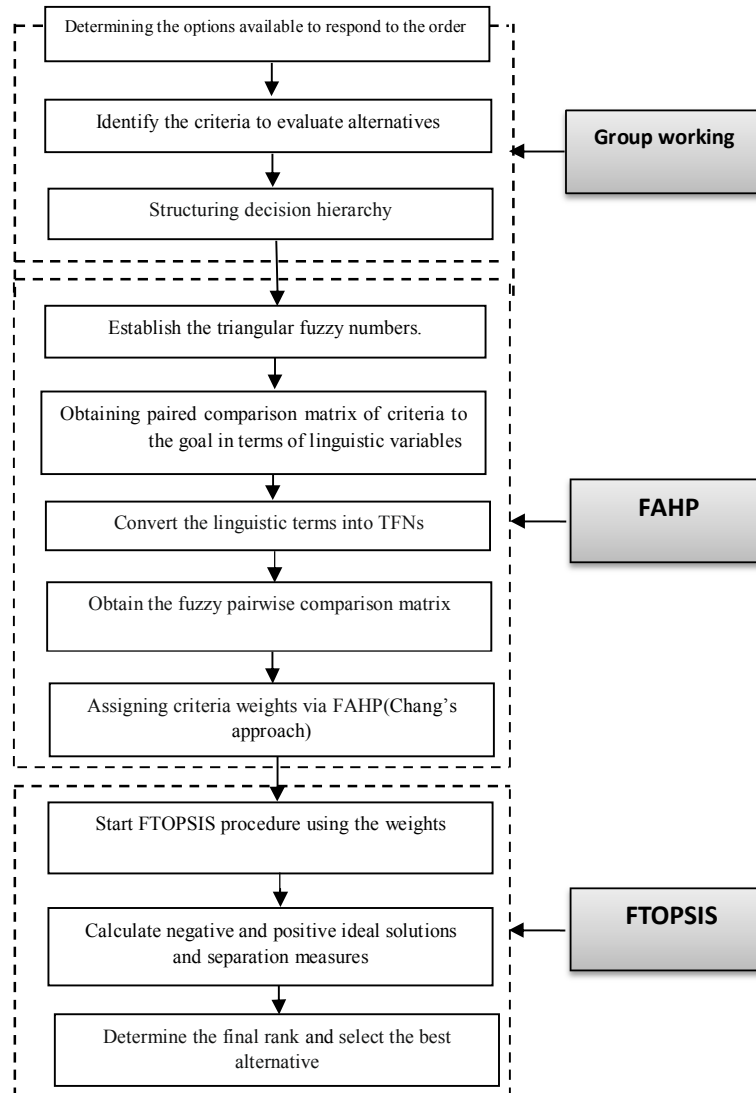 Determining the options available to respond to the order
Identify the criteria to evaluate alternatives
Group working
Structuring decision hierarchy
Establish the triangular fuzzy numbers.
Obtaining paired comparison matrix of criteria to
the goal in terms of linguistic variables
FAHP
Convert the linguistic terms into TFNs
Obtain the fuzzy pairwise comparison matrix
Assigning criteria weights via FAHP(Chang's
approach)
Start FTOPSIS procedure using the weights
Calculate negative and positive ideal solutions
and separation measures
FTOPSIS
Determine the final rank and select the best
alternative